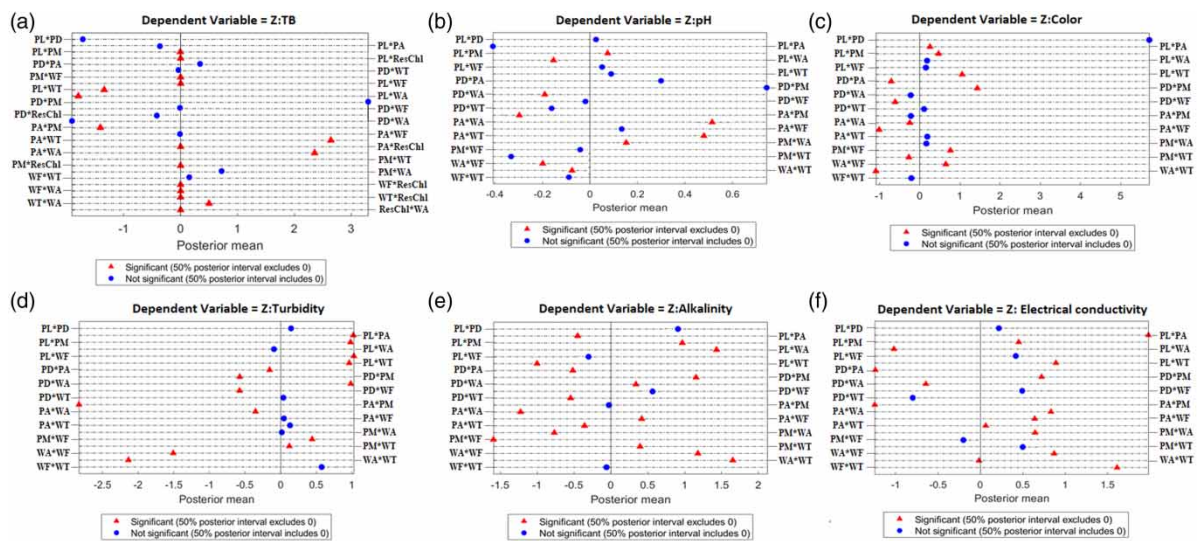 (a)
Dependent Variable = Z:TB
PL*PD
PL*PA
PL*PM
PL*ResChl
PD*PA
PD*WT
PM*WF
PL*WF
PL*WT
PL*WA
PD*PM
PD*WF
PD*ResChl
PD*WA
PA*PM
PA*WF
PA*WT
PA*ResChl
PA*WA
PM*WT
PM*ResChl
PM*WA
WF*WT
WF*ResChl
WF*WA
WT*ResChl
WT*WA
ResChl*WA
-1 0 1 2 3
Posterior mean
Significant (50% posterior interval excludes 0)
Not significant (50% posterior interval includes 0)
(b)
Dependent Variable = Z:pH
PL*PD
PL*PA
PL*PM
PL*WA
PL*WF
PL*WT
PD*PA
PD*PM
PD*WA
PD*WF
PD*WT
PA*PM
PA*WA
PA*WF
PA*WT
PM*WA
PM*WF
PM*WT
WA*WF
WA*WT
WF*WT
-0.4 -0.2 0 0.2 0.4 0.6
Posterior mean
Significant (50% posterior interval excludes 0)
Not significant (50% posterior interval includes 0)
(c)
Dependent Variable = Z:Color
PL*PD
PL*PA
PL*PM
PL*WA
PL*WF
PL*WT
PD*PA
PD*PM
PD*WA
PD*WF
PD*WT
PA*PM
PA*WA
PA*WF
PA*WT
PM*WA
PM*WF
PM*WT
WA*WF
WA*WT
WF*WT
-1 0 1 2 3 4 5
Posterior mean
Significant (50% posterior interval excludes 0)
Not significant (50% posterior interval includes 0)
(d)
Dependent Variable = Z:Turbidity
PL*PD
PL*PA
PL*PM
PL*WA
PL*WF
PL*WT
PD*PA
PD*PM
PD*WA
PD*WF
PD*WT
PA*PM
PA*WA
PA*WF
PA*WT
PM*WA
PM*WF
PM*WT
WA*WF
WA*WT
WF*WT
-2.5 -2 -1.5 -1 -0.5 0 0.5 1
Posterior mean
Significant (50% posterior interval excludes 0)
Not significant (50% posterior interval includes 0)
(e)
Dependent Variable = Z:Alkalinity
PL*PD
PL*PA
PL*PM
PL*WA
PL*WF
PL*WT
PD*PA
PD*PM
PD*WA
PD*WF
PD*WT
PA*PM
PA*WA
PA*WF
PA*WT
PM*WA
PM*WF
PM*WT
WA*WF
WA*WT
WF*WT
-1.5 -1 -0.5 0 0.5 1 1.5 2
Posterior mean
Significant (50% posterior interval excludes 0)
Not significant (50% posterior interval includes 0)
(f)
Dependent Variable = Z: Electrical conductivity
PL*PD
PL*PA
PL*PM
PL*WA
PL*WF
PL*WT
PD*PA
PD*PM
PD*WA
PD*WF
PD*WT
PA*PM
PA*WA
PA*WF
PA*WT
PM*WA
PM*WF
PM*WT
WA*WF
WA*WT
WF*WT
-1 -0.5 0 0.5 1 1.5
Posterior mean
Significant (50% posterior interval excludes 0)
Not significant (50% posterior interval includes 0)